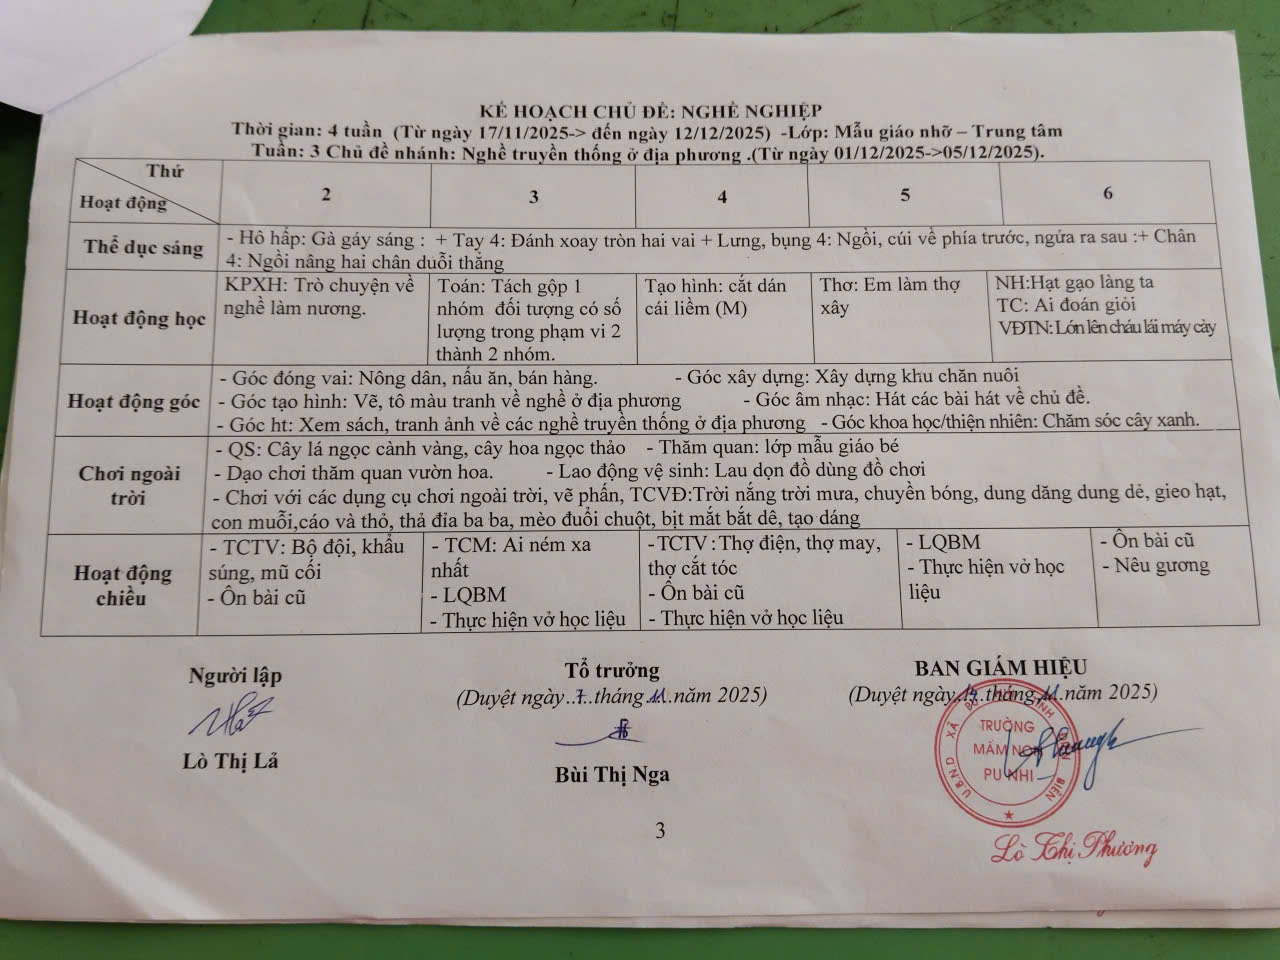 KẾ HOẠCH CHỦ ĐỀ: NGHỀ NGHIỆP
Thời gian: 4 tuần (Từ ngày 17/11/2025-> đến ngày 12/12/2025) -Lớp: Mẫu giáo nhỡ – Trung tâm
Tuần: 3 Chủ đề nhánh: Nghề truyền thống ở địa phương .(Từ ngày 01/12/2025->05/12/2025).
Thứ
Hoạt động
2
3
4
5
6
Thể dục sáng
- Hô hấp: Gà gáy sáng : + Tay 4: Đánh xoay tròn hai vai + Lưng, bụng 4: Ngồi, cúi về phía trước, ngửa ra sau :+ Chân
4: Ngồi nâng hai chân duỗi thẳng
Hoạt động học
KPXH: Trò chuyện về
nghề làm nương.
Toán: Tách gộp 1
nhóm đối tượng có số
lượng trong phạm vi 2
thành 2 nhóm.
Tạo hình: cắt dán
cái liềm (M)
Thơ: Em làm thợ
xây
NH:Hạt gạo làng ta
TC: Ai đoán giỏi
VĐTN: Lớn lên cháu lái máy cày
Hoạt động góc
- Góc đóng vai: Nông dân, nấu ăn, bán hàng. - Góc xây dựng: Xây dựng khu chăn nuôi
- Góc tạo hình: Vẽ, tô màu tranh về nghề ở địa phương - Góc âm nhạc: Hát các bài hát về chủ đề.
- Góc ht: Xem sách, tranh ảnh về các nghề truyền thống ở địa phương - Góc khoa học/thiện nhiên: Chăm sóc cây xanh.
Chơi ngoài
trời
- QS: Cây lá ngọc cành vàng, cây hoa ngọc thảo - Thăm quan: lớp mẫu giáo bé
- Dạo chơi thăm quan vườn hoa. - Lao động vệ sinh: Lau dọn đồ dùng đồ chơi
- Chơi với các dụng cụ chơi ngoài trời, vẽ phấn, TCVĐ:Trời nắng trời mưa, chuyền bóng, dung dăng dung dẻ, gieo hạt,
con muỗi,cáo và thỏ, thả đỉa ba ba, mèo đuổi chuột, bịt mắt bắt dê, tạo dáng
Hoạt động
chiều
- TCTV: Bộ đội, khẩu
súng, mũ cối
- Ôn bài cũ
- TCM: Ai ném xa
nhất
- LQBM
- Thực hiện vở học liệu
-TCTV :Thợ điện, thợ may,
thợ cắt tóc
- Ôn bài cũ
- Thực hiện vở học liệu
- LQBM
- Thực hiện vở học
liệu
- Ôn bài cũ
- Nêu gương
Người lập
Lò Thị Lả
Tổ trưởng
(Duyệt ngày..7..tháng.11..năm 2025)
Bùi Thị Nga
BAN GIÁM HIỆU
(Duyệt ngày..tháng.11.năm 2025)
TRƯỜNG
MẦM NON
PU NHI
U.B.N.D XÃ PU NHI TỈNH ĐIỆN BIÊN
Lò Thị Phương
3